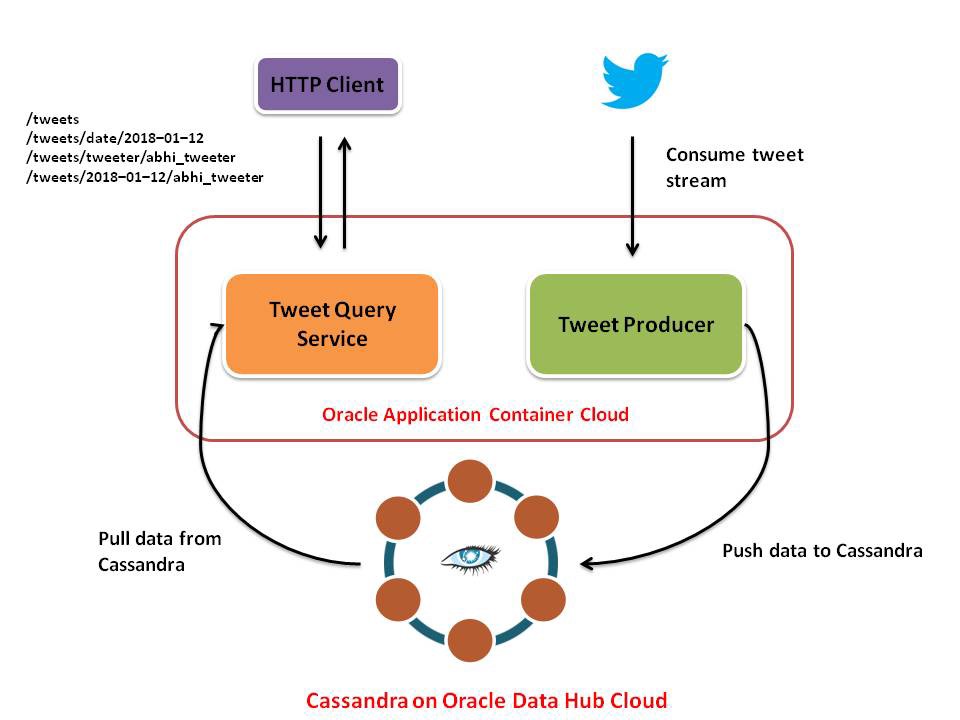 HTTP Client
/tweets
/tweets/date/2018–01–12
/tweets/tweeter/abhi_tweeter
/tweets/2018–01–12/abhi_tweeter
Consume tweet
stream
Tweet Query
Service
Tweet Producer
Oracle Application Container Cloud
Pull data from
Cassandra
Push data to Cassandra
Cassandra on Oracle Data Hub Cloud